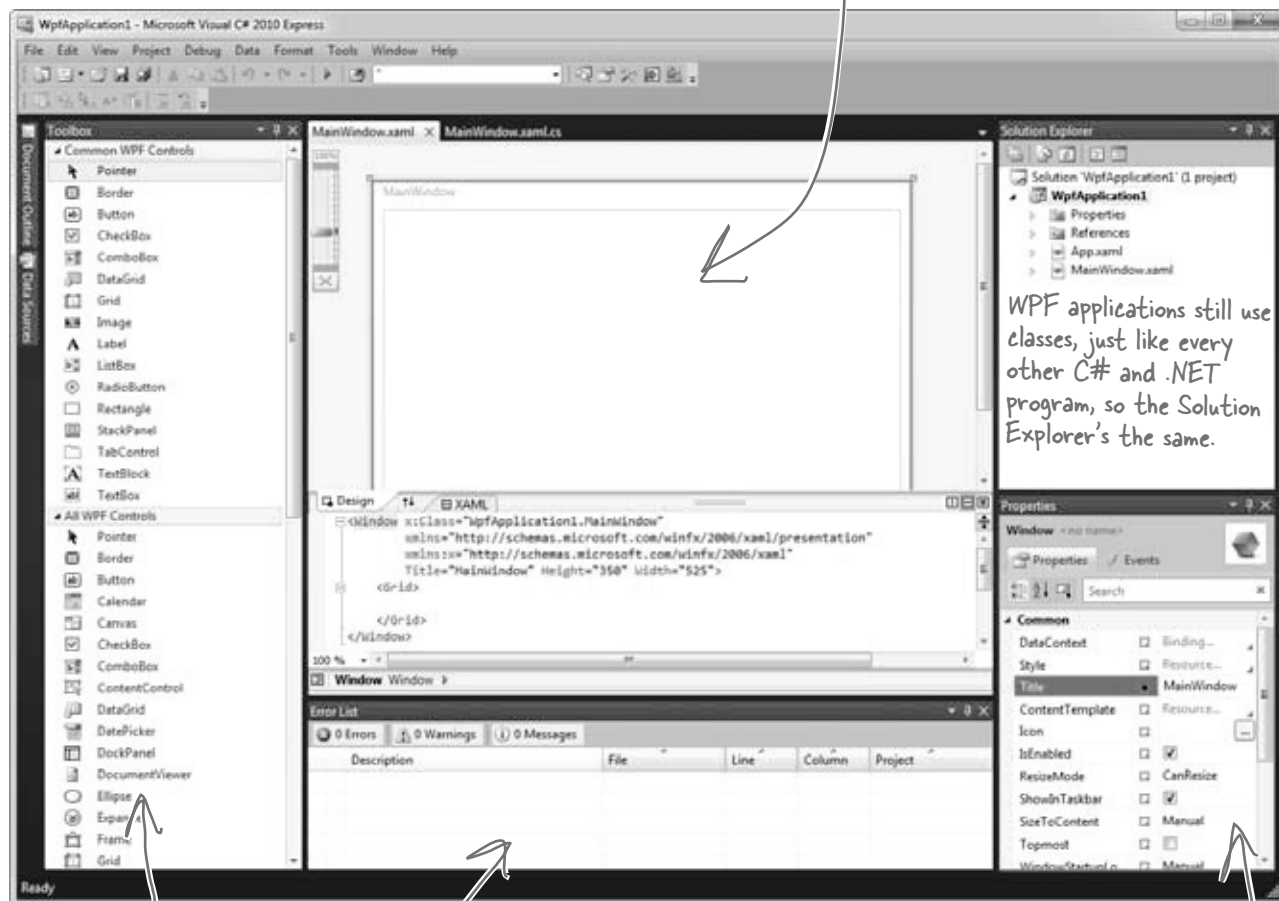 WpfApplication1 - Microsoft Visual C# 2010 Express
File Edit View Project Debug Data Format Tools Window Help
Document Outline
Data Sources
Toolbox
Common WPF Controls
Pointer
Border
Button
CheckBox
ComboBox
DataGrid
Grid
Image
Label
ListBox
RadioButton
Rectangle
StackPanel
TabControl
TextBlock
TextBox
All WPF Controls
Pointer
Border
Button
Calendar
Canvas
CheckBox
ComboBox
ContentControl
DataGrid
DatePicker
DockPanel
DocumentViewer
Ellipse
Frame
Grid
MainWindow.xaml MainWindow.xaml.cs
100%
MainWindow
Design XAML
<Window x:Class="WpfApplication1.MainWindow"
xmlns="http://schemas.microsoft.com/winfx/2006/xaml/presentation"
xmlns:x="http://schemas.microsoft.com/winfx/2006/xaml"
Title="MainWindow" Height="350" Width="525">
<Grid>
</Grid>
</Window>
100 %
Window Window
Error List
0 Errors 0 Warnings 0 Messages
Description File Line Column Project
Solution Explorer
Solution 'WpfApplication1' (1 project)
WpfApplication1
Properties
References
App.xaml
MainWindow.xaml
WPF applications still use
classes, just like every
other C# and .NET
program, so the Solution
Explorer's the same.
Properties
Window <no name>
Properties Events
Search
Common
DataContext Binding...
Style Resource...
Title MainWindow
ContentTemplate Resource...
Icon ...
IsEnabled
ResizeMode CanResize
ShowInTaskbar
SizeToContent Manual
Topmost
WindowStartupLo Manual
Ready